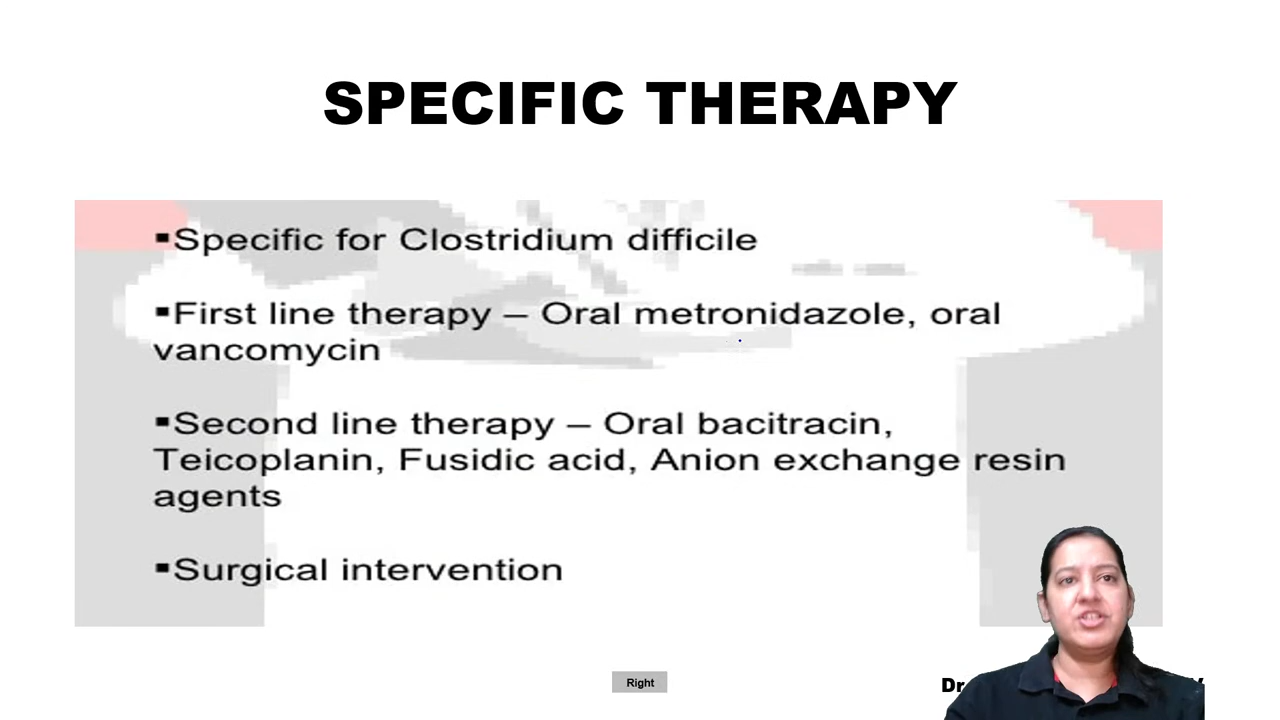 SPECIFIC THERAPY
▪Specific for Clostridium difficile
▪First line therapy – Oral metronidazole, oral
vancomycin
▪Second line therapy – Oral bacitracin,
Teicoplanin, Fusidic acid, Anion exchange resin
agents
▪Surgical intervention
Right
Dr